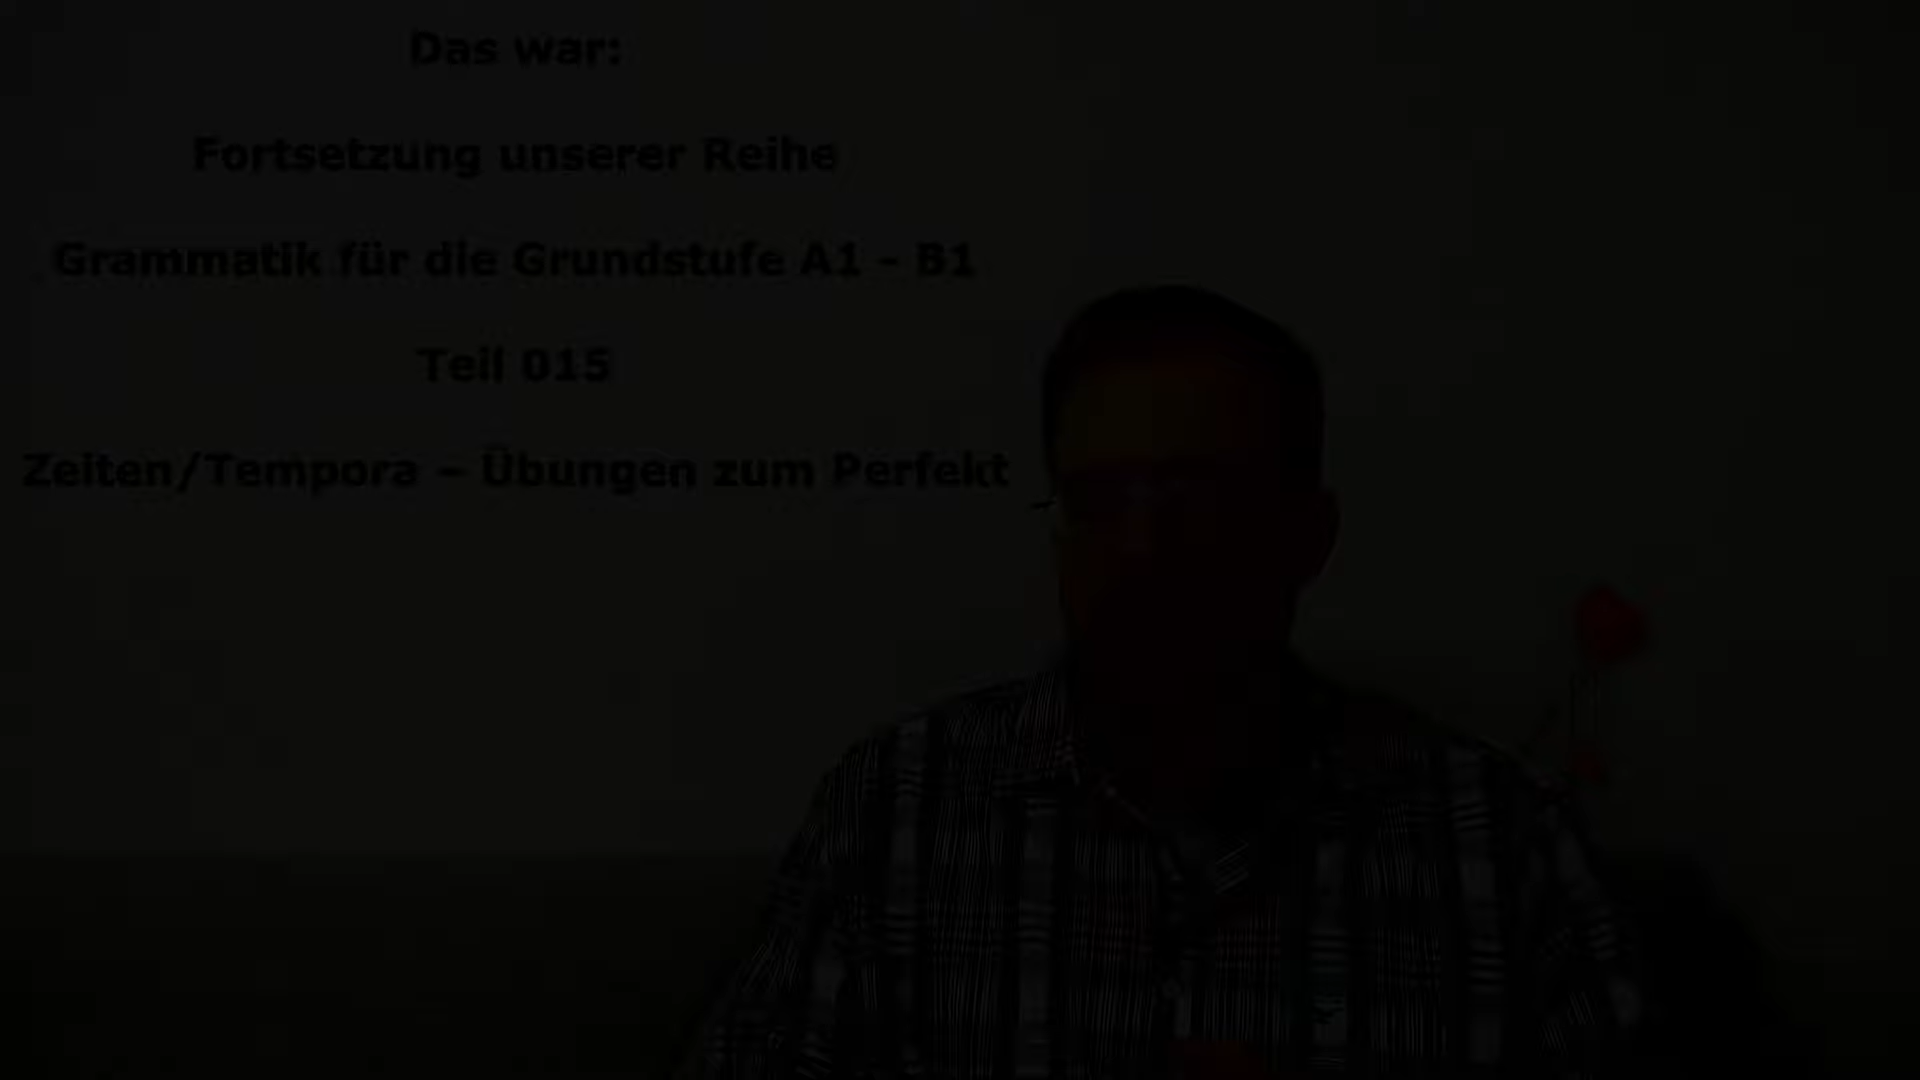 Das war:
Fortsetzung unserer Reihe
Grammatik für die Grundstufe A1 - B1
Teil 015
Zeiten/Tempora – Übungen zum Perfekt